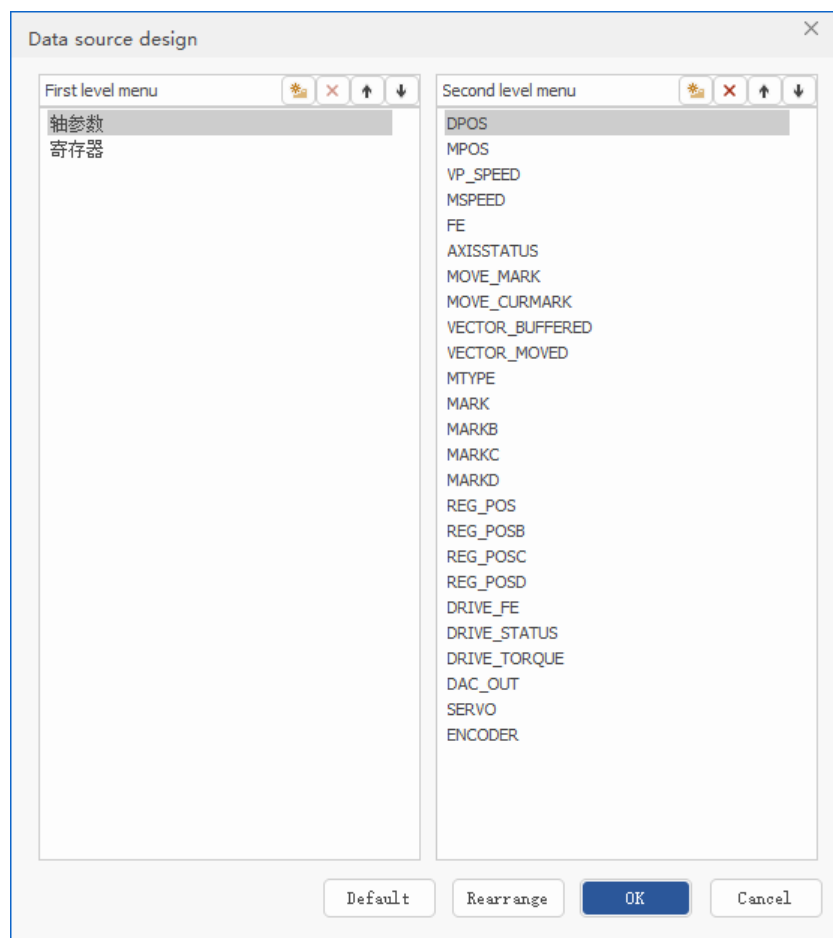 Data source design
First level menu
轴参数
寄存器
Second level menu
DPOS
MPOS
VP_SPEED
MSPEED
FE
AXISSTATUS
MOVE_MARK
MOVE_CURMARK
VECTOR_BUFFERED
VECTOR_MOVED
MTYPE
MARK
MARKB
MARKC
MARKD
REG_POS
REG_POSB
REG_POSC
REG_POSD
DRIVE_FE
DRIVE_STATUS
DRIVE_TORQUE
DAC_OUT
SERVO
ENCODER
Default Rearrange OK Cancel